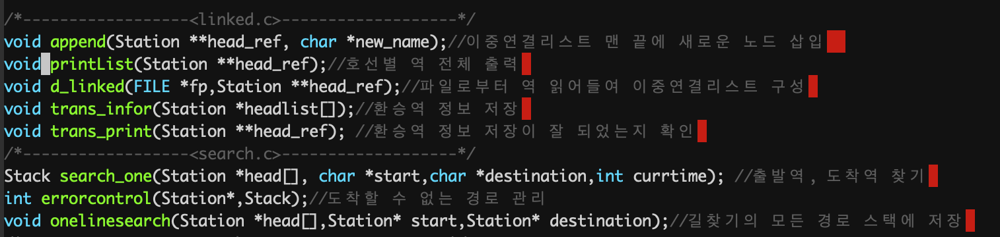 /*------------------<linked.c>-------------------*/
void append(Station **head_ref, char *new_name);//이중연결리스트 맨 끝에 새로운 노드 삽입
void printList(Station **head_ref);//호선별 역 전체 출력
void d_linked(FILE *fp,Station **head_ref);//파일로부터 역 읽어들여 이중연결리스트 구성
void trans_infor(Station *headlist[]);//환승역 정보 저장
void trans_print(Station **head_ref); //환승역 정보 저장이 잘 되었는지 확인
/*------------------<search.c>-------------------*/
Stack search_one(Station *head[], char *start,char *destination,int currtime); //출발역, 도착역 찾기
int errorcontrol(Station*,Stack);//도착할 수 없는 경로 관리
void onelinesearch(Station *head[],Station* start,Station* destination);//길찾기의 모든 경로 스택에 저장